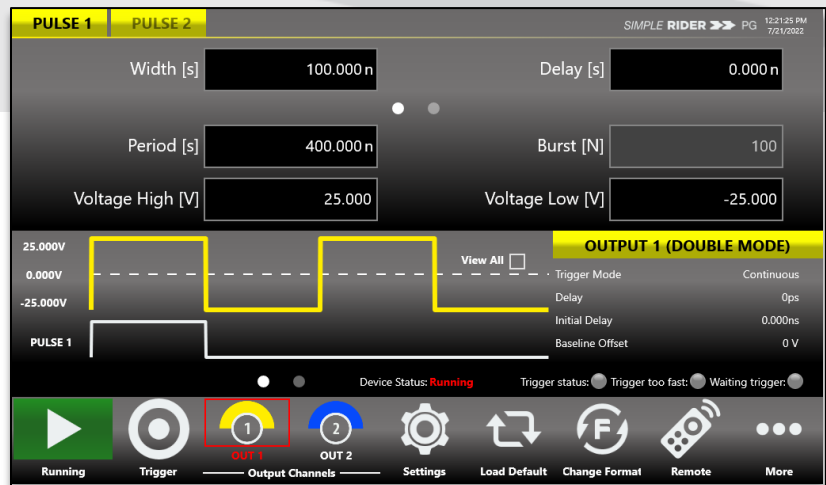 PULSE 1 PULSE 2 SIMPLE RIDER PG 12:21:25 PM
7/21/2022
Width [s] 100.000 n Delay [s] 0.000 n
Period [s] 400.000 n Burst [N] 100
Voltage High [V] 25.000 Voltage Low [V] -25.000
25.000V
0.000V
-25.000V
PULSE 1
View All
OUTPUT 1 (DOUBLE MODE)
Trigger Mode Continuous
Delay 0ps
Initial Delay 0.000ns
Baseline Offset 0 V
Device Status: Running Trigger status: Trigger too fast: Waiting trigger:
1 2 F
OUT 1 OUT 2
Running Trigger Output Channels Settings Load Default Change Format Remote More